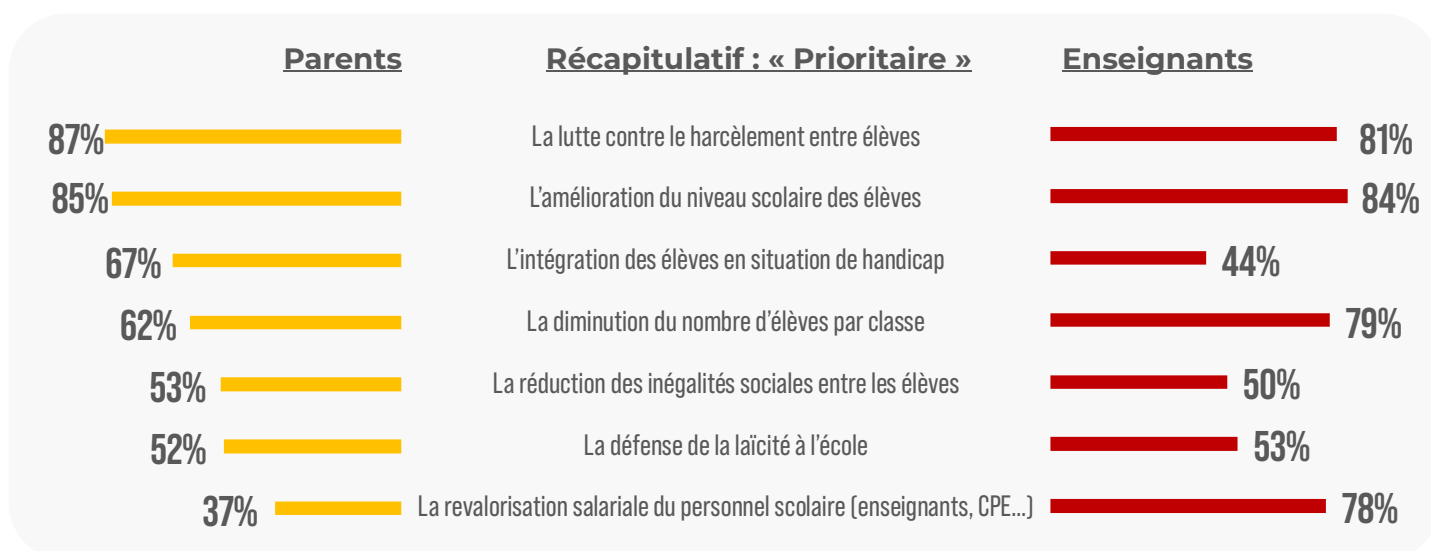 Parents Récapitulatif : « Prioritaire » Enseignants
87% La lutte contre le harcèlement entre élèves 81%
85% L'amélioration du niveau scolaire des élèves 84%
67% L'intégration des élèves en situation de handicap 44%
62% La diminution du nombre d'élèves par classe 79%
53% La réduction des inégalités sociales entre les élèves 50%
52% La défense de la laïcité à l'école 53%
37% La revalorisation salariale du personnel scolaire (enseignants, CPE...) 78%